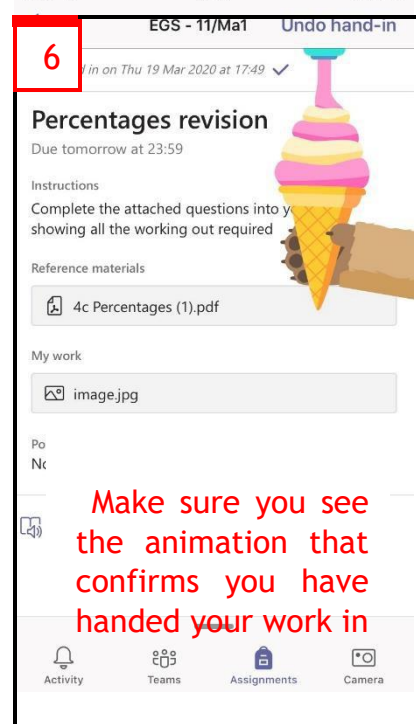 EGS - 11/Ma1 Undo hand-in
6
in on Thu 19 Mar 2020 at 17:49
Percentages revision
Due tomorrow at 23:59
Instructions
Complete the attached questions into
showing all the working out required
Reference materials
4c Percentages (1).pdf
My work
image.jpg
Make sure you see
the animation that
confirms you have
handed your work in
Activity Teams Assignments Camera